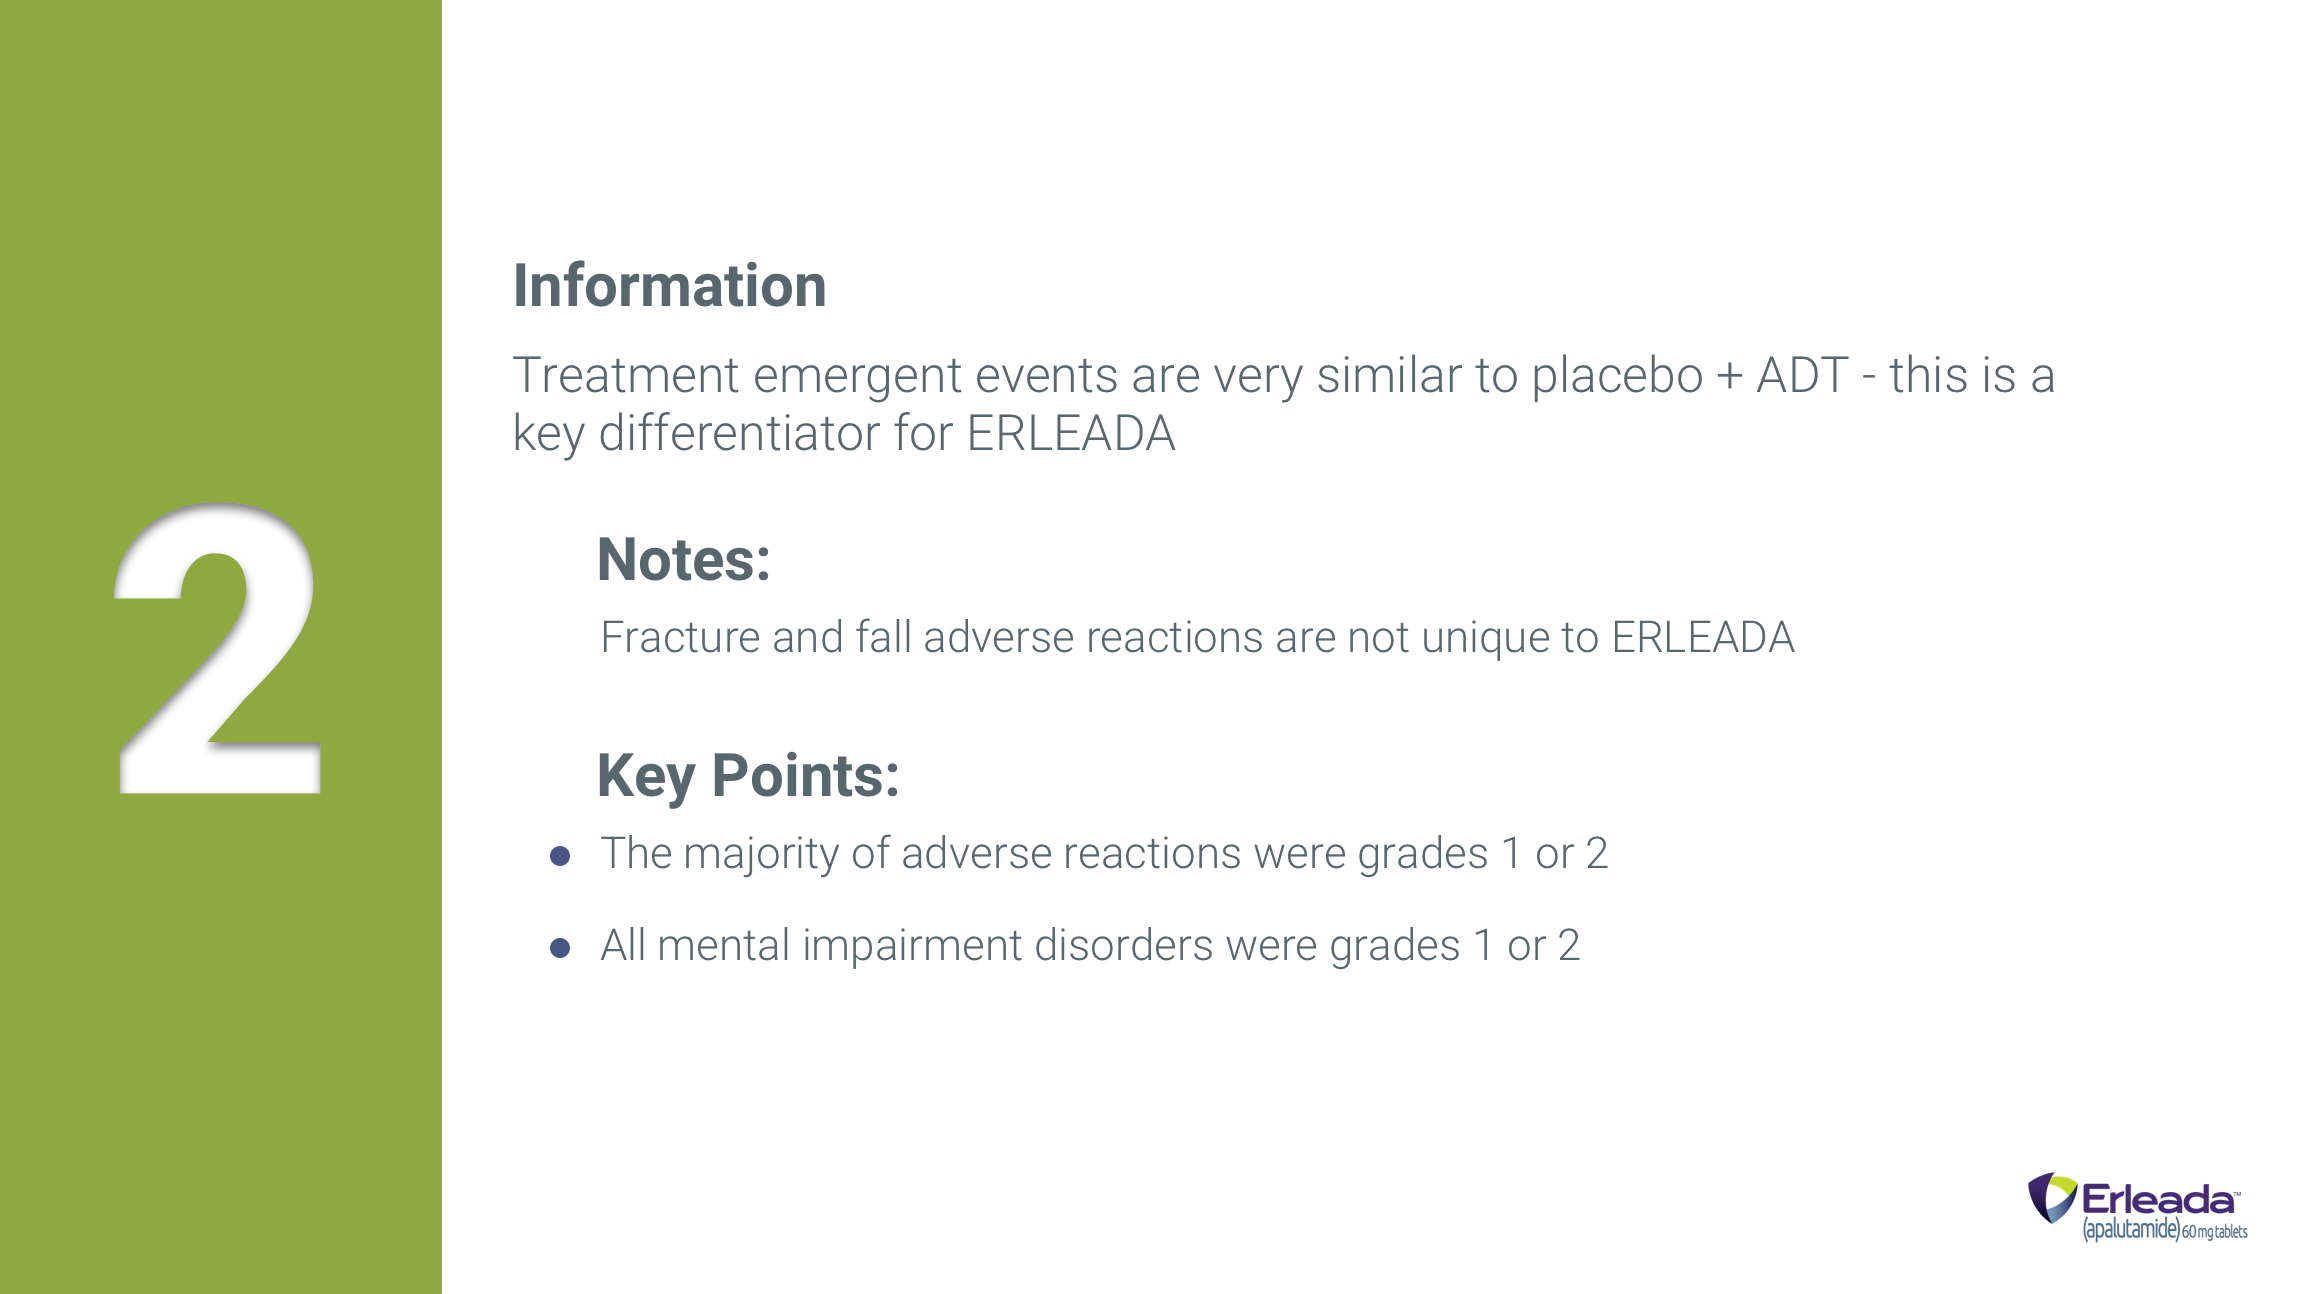 2
Information
Treatment emergent events are very similar to placebo + ADT - this is a
key differentiator for ERLEADA
Notes:
Fracture and fall adverse reactions are not unique to ERLEADA
Key Points:
● The majority of adverse reactions were grades 1 or 2
● All mental impairment disorders were grades 1 or 2
Erleada™
(apalutamide) 60 mg tablets